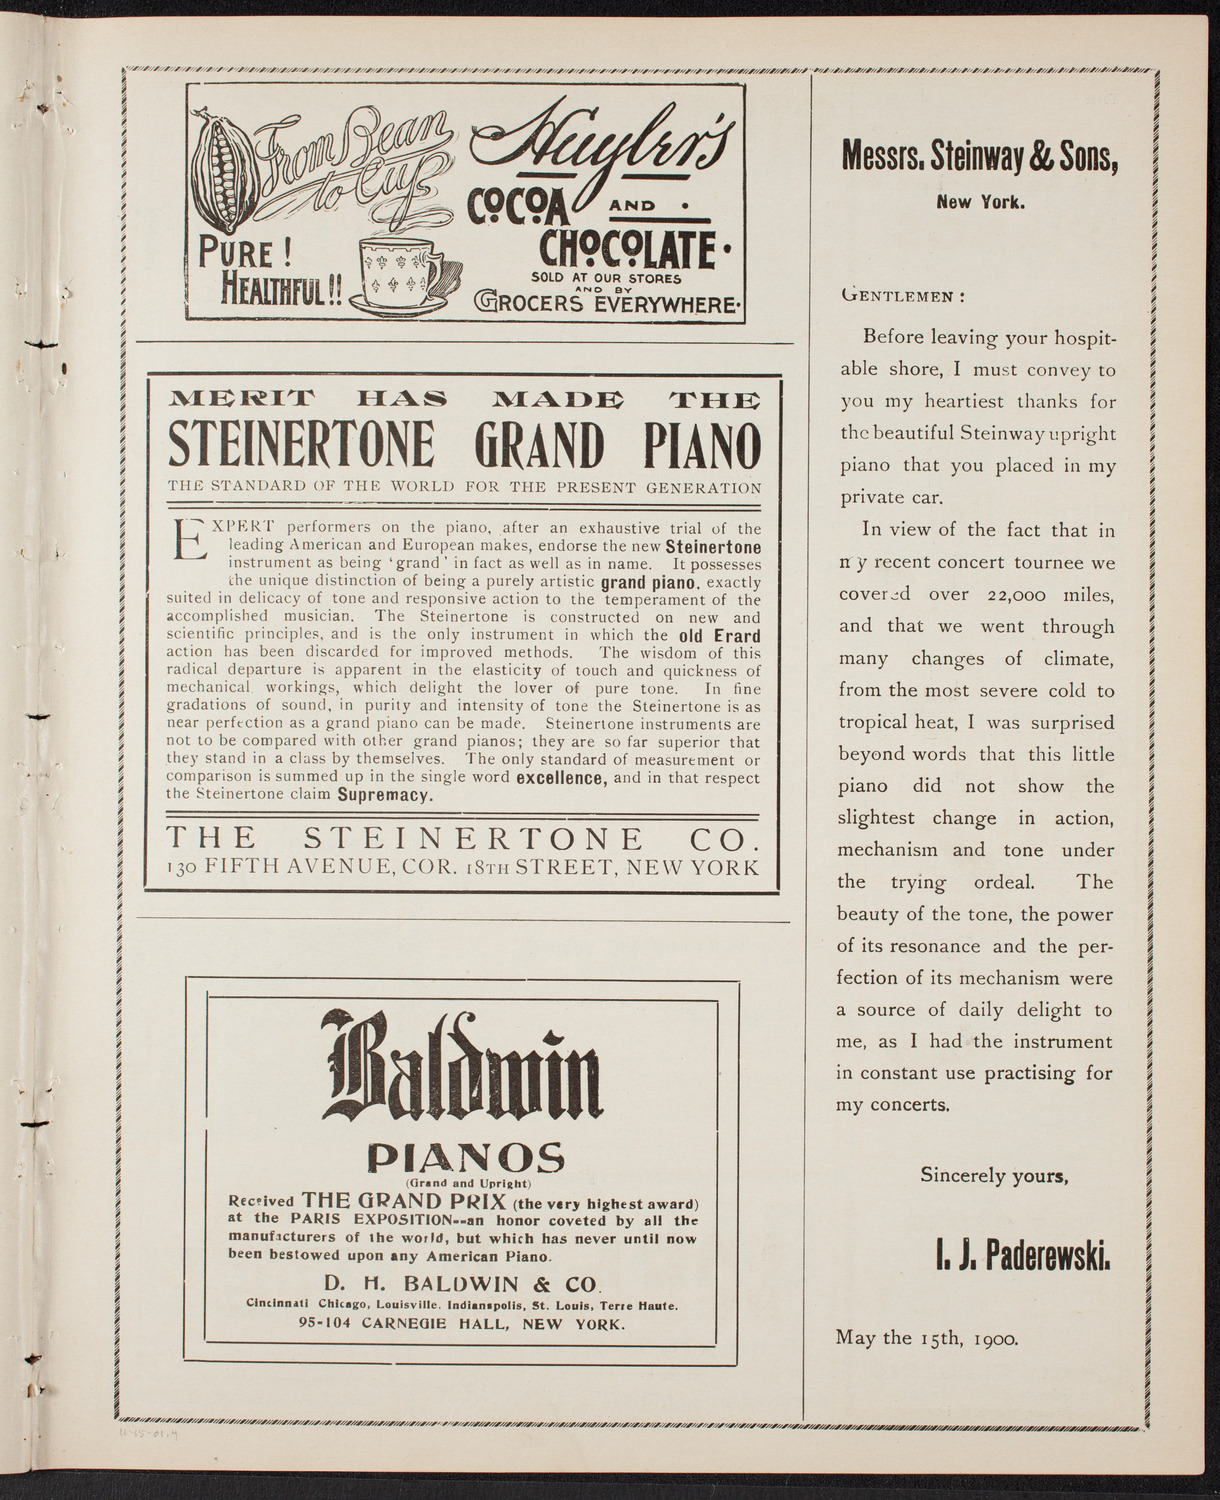 From Bean
to Cup
PURE!
HEALTHFUL!!
Huyler's
COCOA AND
CHOCOLATE.
SOLD AT OUR STORES
AND BY
GROCERS EVERYWHERE.
MERIT HAS MADE THE
STEINERTONE GRAND PIANO
THE STANDARD OF THE WORLD FOR THE PRESENT GENERATION
EXPERT performers on the piano, after an exhaustive trial of the
leading American and European makes, endorse the new Steinertone
instrument as being 'grand' in fact as well as in name. It possesses
the unique distinction of being a purely artistic grand piano, exactly
suited in delicacy of tone and responsive action to the temperament of the
accomplished musician. The Steinertone is constructed on new and
scientific principles, and is the only instrument in which the old Erard
action has been discarded for improved methods. The wisdom of this
radical departure is apparent in the elasticity of touch and quickness of
mechanical workings, which delight the lover of pure tone. In fine
gradations of sound, in purity and intensity of tone the Steinertone is as
near perfection as a grand piano can be made. Steinertone instruments are
not to be compared with other grand pianos; they are so far superior that
they stand in a class by themselves. The only standard of measurement or
comparison is summed up in the single word excellence, and in that respect
the Steinertone claim Supremacy.
THE STEINERTONE CO.
130 FIFTH AVENUE, COR. 18TH STREET, NEW YORK
Baldwin
PIANOS
(Grand and Upright)
Received THE GRAND PRIX (the very highest award)
at the PARIS EXPOSITION--an honor coveted by all the
manufacturers of the world, but which has never until now
been bestowed upon any American Piano.
D. H. BALDWIN & CO.
Cincinnati Chicago, Louisville, Indianapolis, St. Louis, Terre Haute.
95-104 CARNEGIE HALL, NEW YORK.
Messrs. Steinway & Sons,
New York.
GENTLEMEN:
Before leaving your hospit-
able shore, I must convey to
you my heartiest thanks for
the beautiful Steinway upright
piano that you placed in my
private car.
In view of the fact that in
my recent concert tournee we
covered over 22,000 miles,
and that we went through
many changes of climate,
from the most severe cold to
tropical heat, I was surprised
beyond words that this little
piano did not show the
slightest change in action,
mechanism and tone under
the trying ordeal. The
beauty of the tone, the power
of its resonance and the per-
fection of its mechanism were
a source of daily delight to
me, as I had the instrument
in constant use practising for
my concerts.
Sincerely yours,
I. J. Paderewski.
May the 15th, 1900.
11-15-01.4